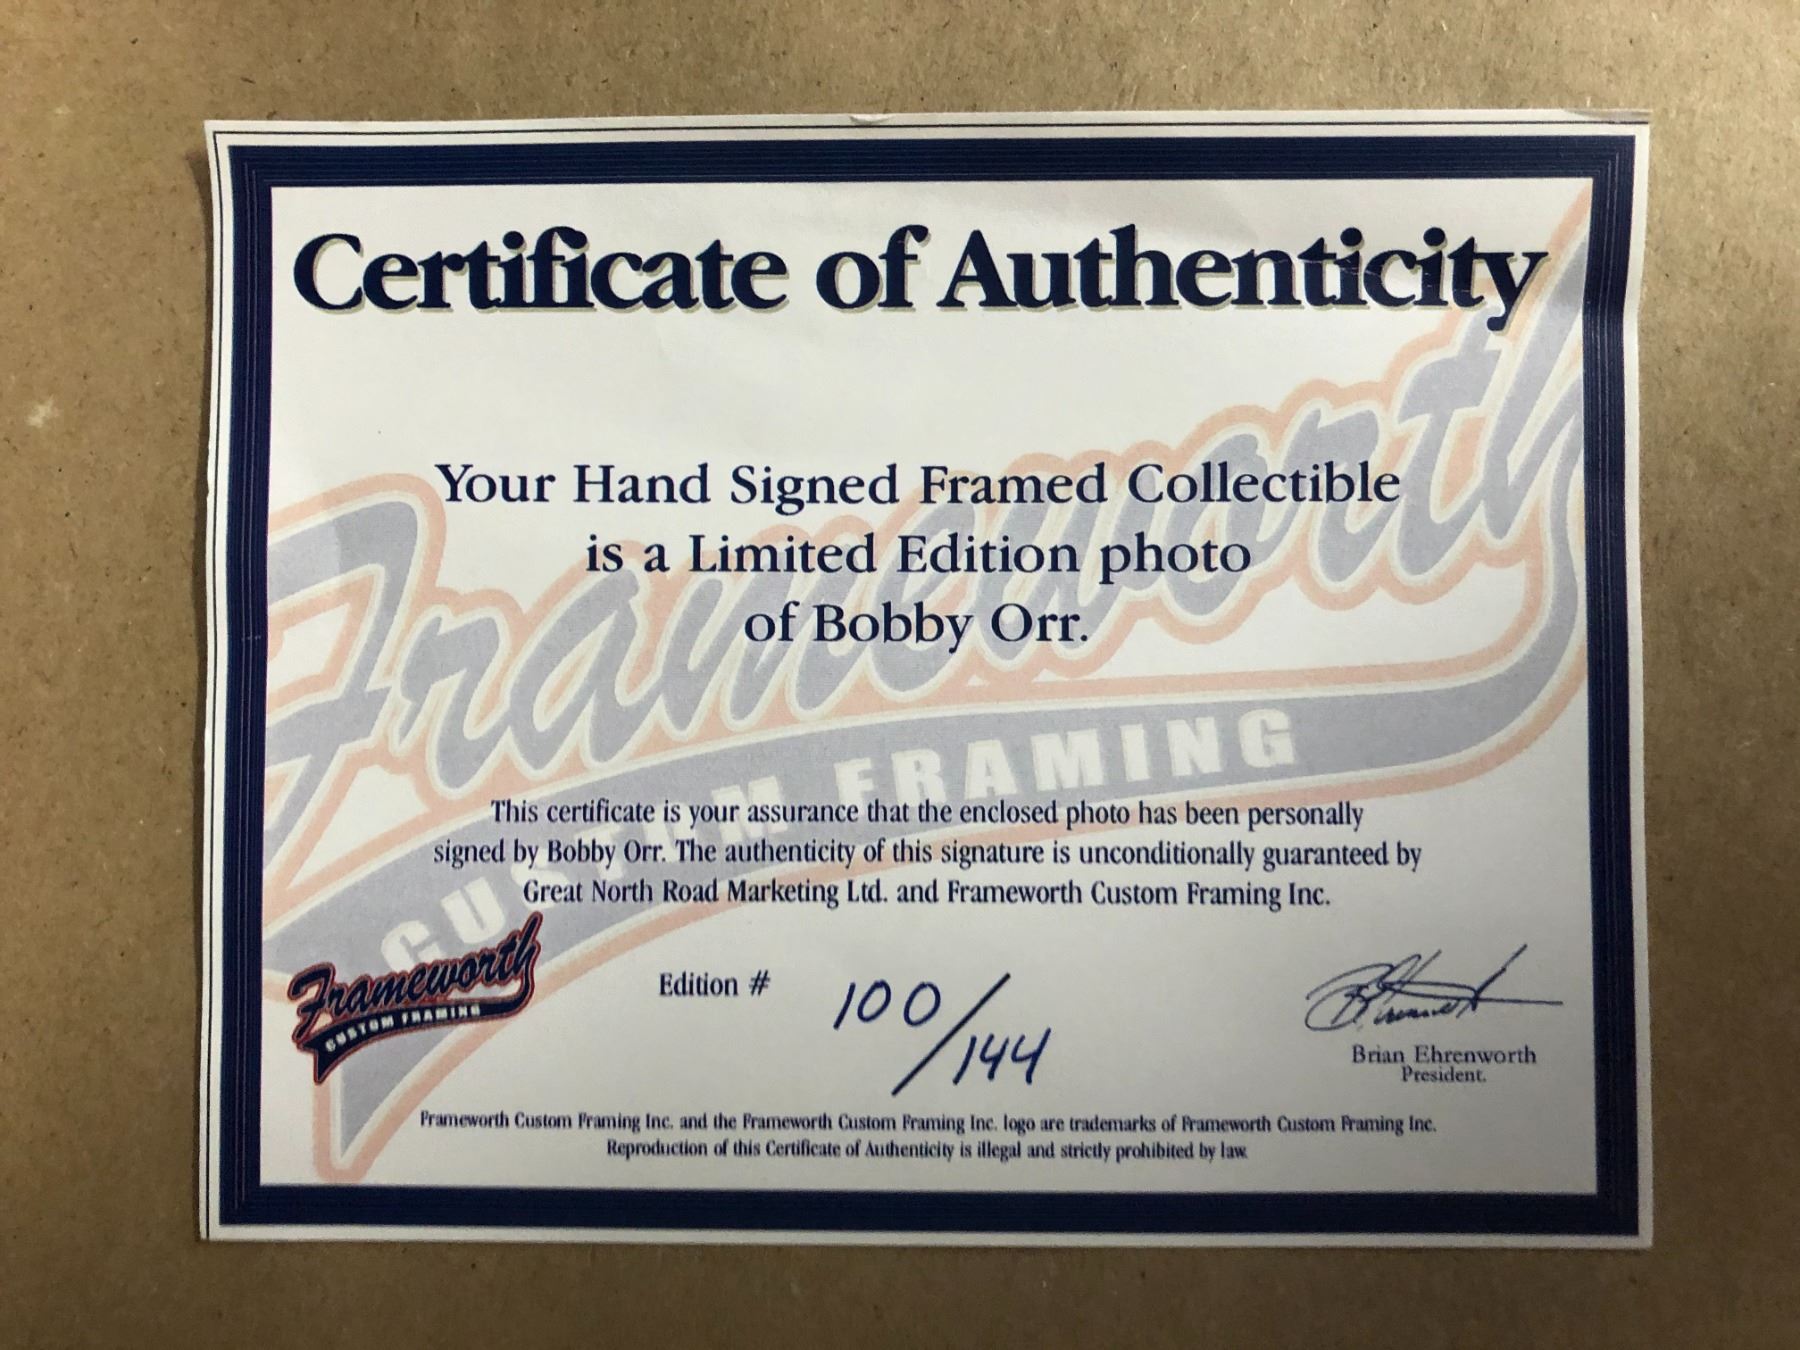 Certificate of Authenticity
Your Hand Signed Framed Collectible
is a Limited Edition photo
of Bobby Orr.
Frameworth
CUSTOM FRAMING
This certificate is your assurance that the enclosed photo has been personally
signed by Bobby Orr. The authenticity of this signature is unconditionally guaranteed by
Great North Road Marketing Ltd. and Frameworth Custom Framing Inc.
Frameworth
CUSTOM FRAMING
Edition # 100/144
Brian Ehrenworth
President.
Frameworth Custom Framing Inc. and the Frameworth Custom Framing Inc. logo are trademarks of Frameworth Custom Framing Inc.
Reproduction of this Certificate of Authenticity is illegal and strictly prohibited by law.